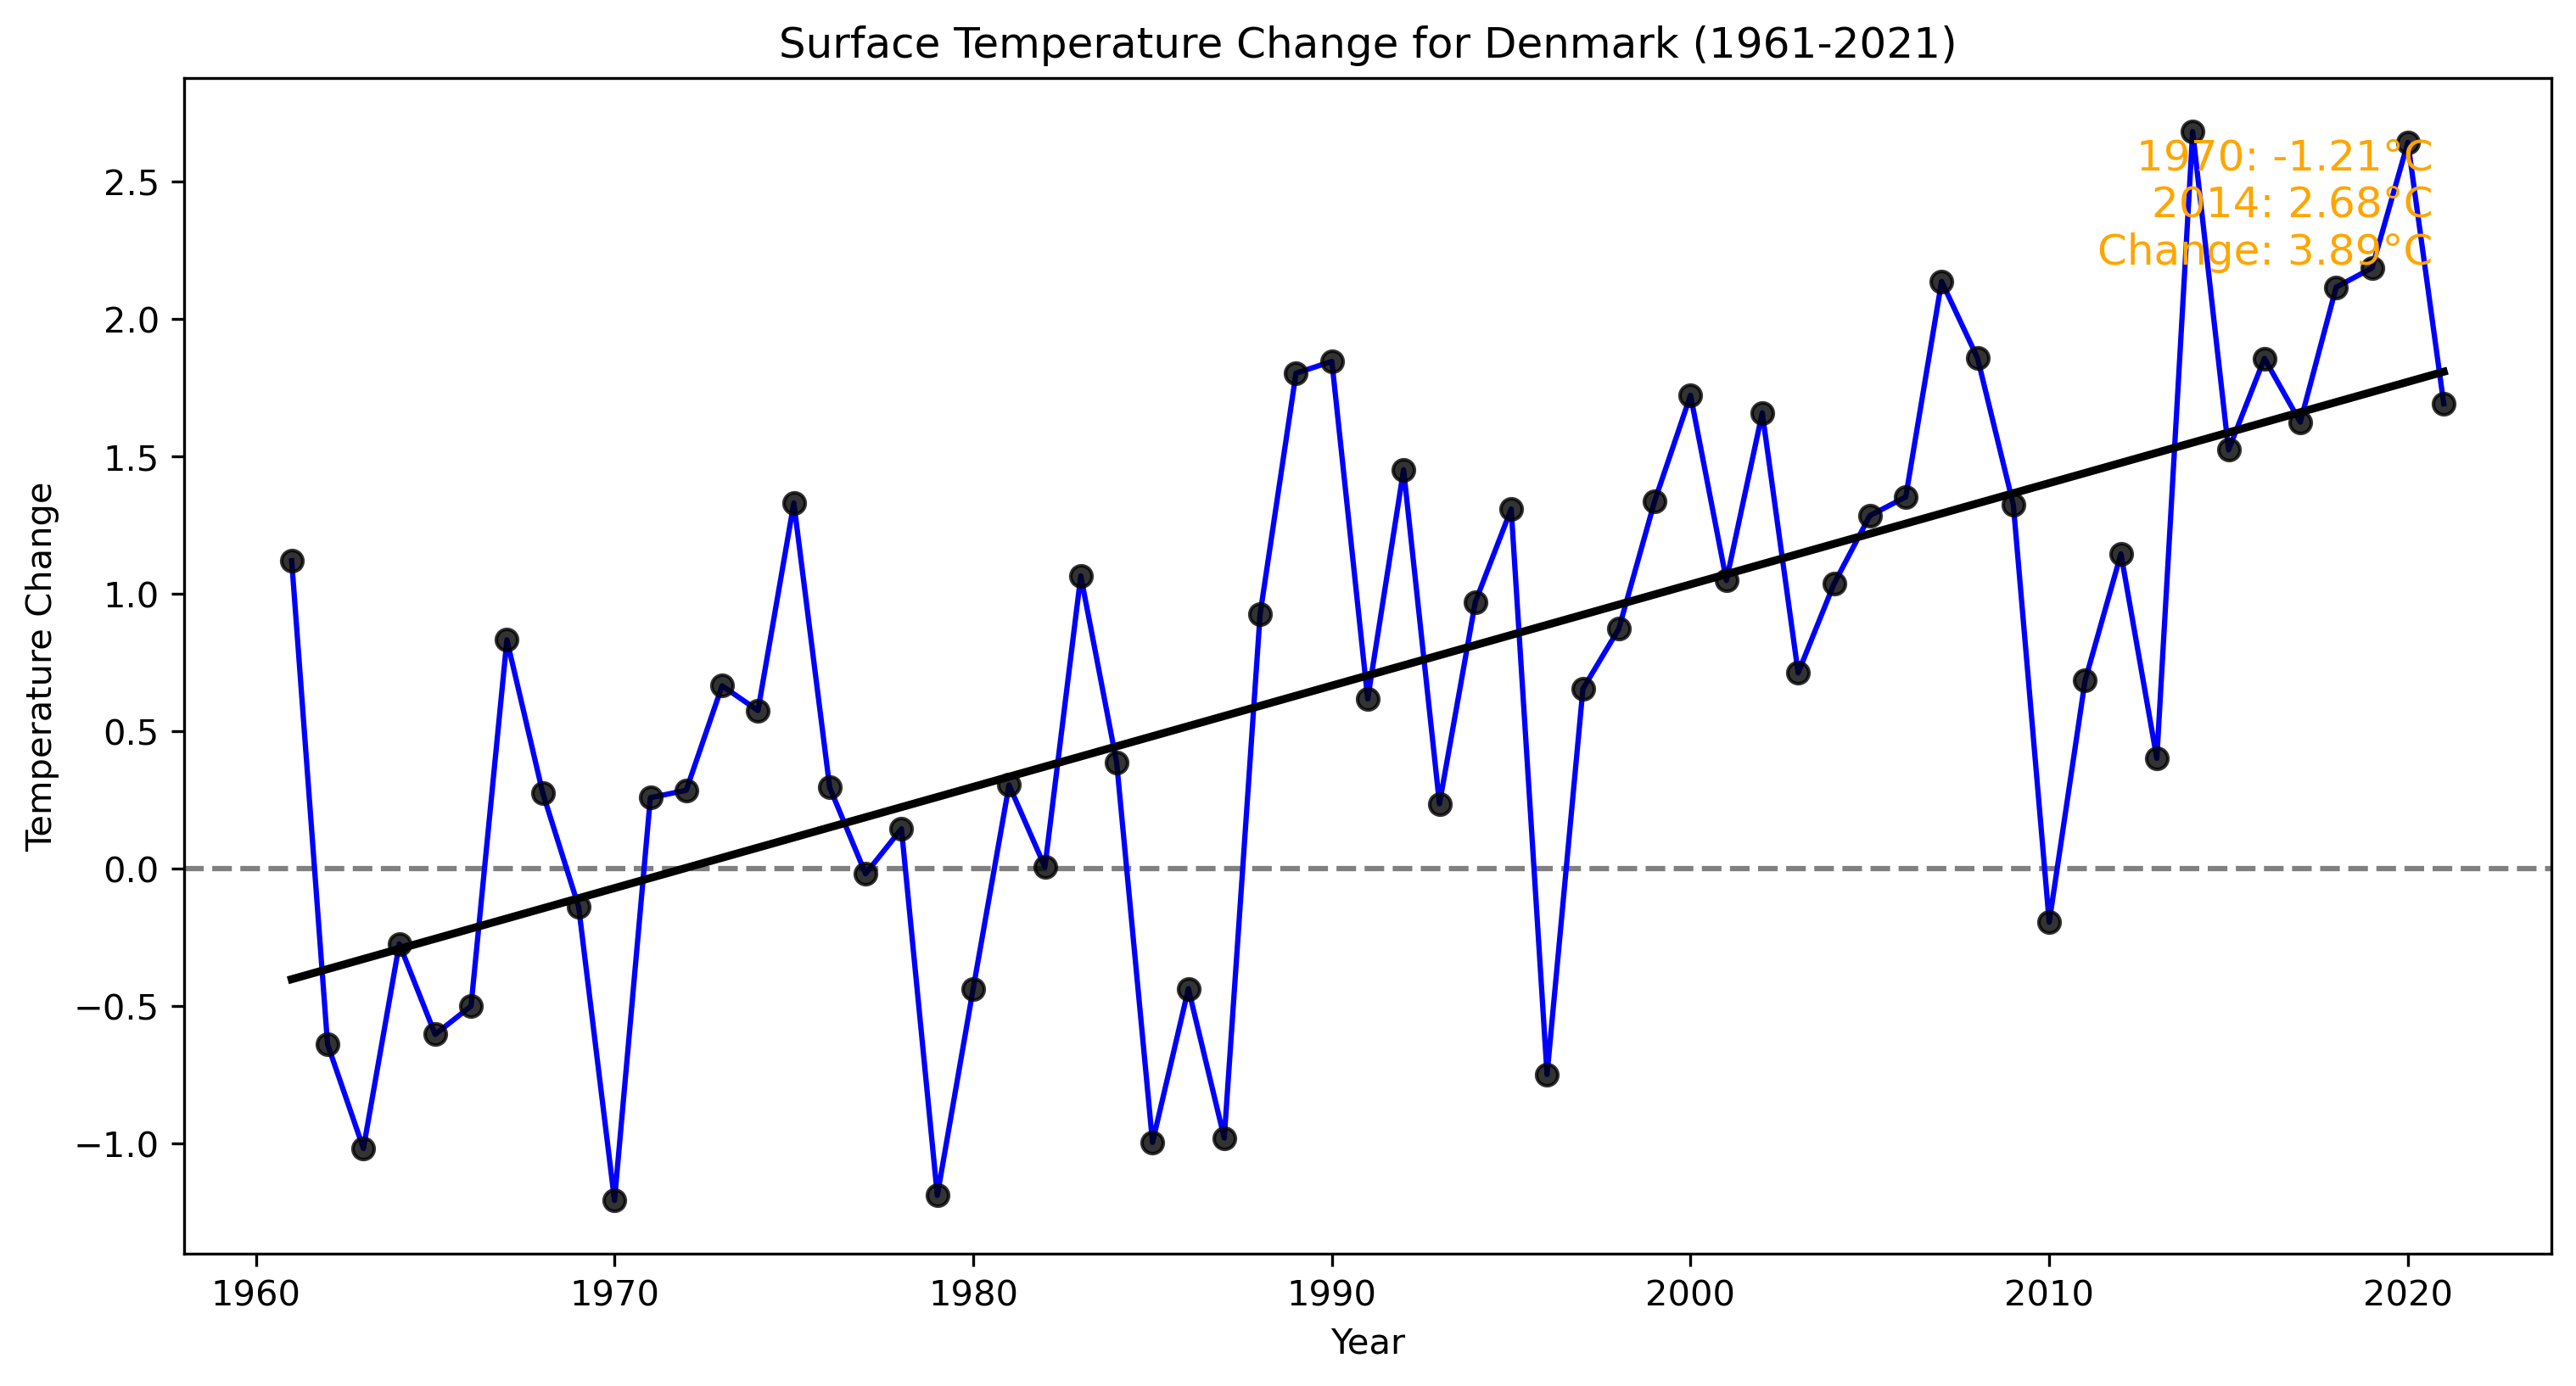 Surface Temperature Change for Denmark (1961-2021)
1970: -1.21°C
2014: 2.68°C
Change: 3.89°C
Temperature Change
2.5
2.0
1.5
1.0
0.5
0.0
−0.5
−1.0
1960 1970 1980 1990 2000 2010 2020
Year